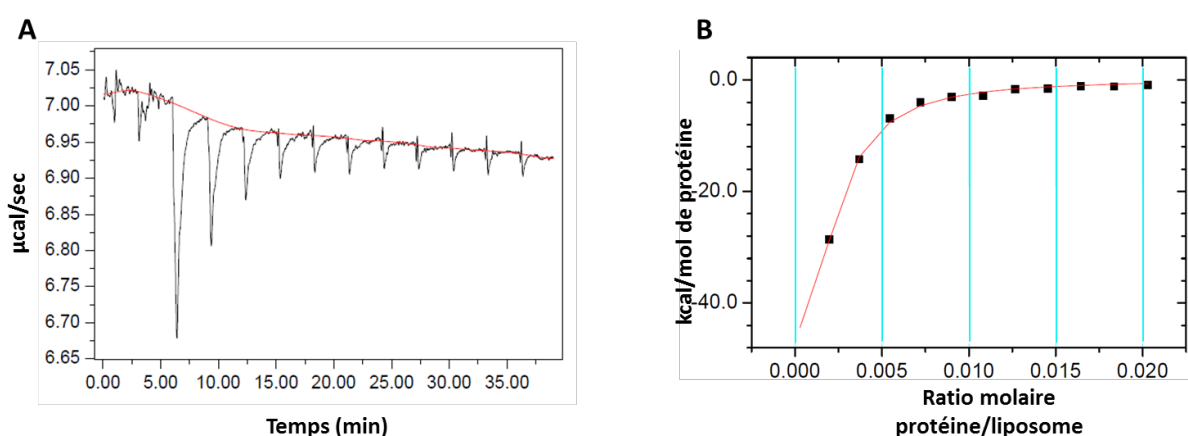 A
7.05
7.00
6.95
6.90
6.85
6.80
6.75
6.70
6.65
µcal/sec
0.00 5.00 10.00 15.00 20.00 25.00 30.00 35.00
Temps (min)
B
0.0
-20.0
-40.0
kcal/mol de protéine
0.000 0.005 0.010 0.015 0.020
Ratio molaire
protéine/liposome